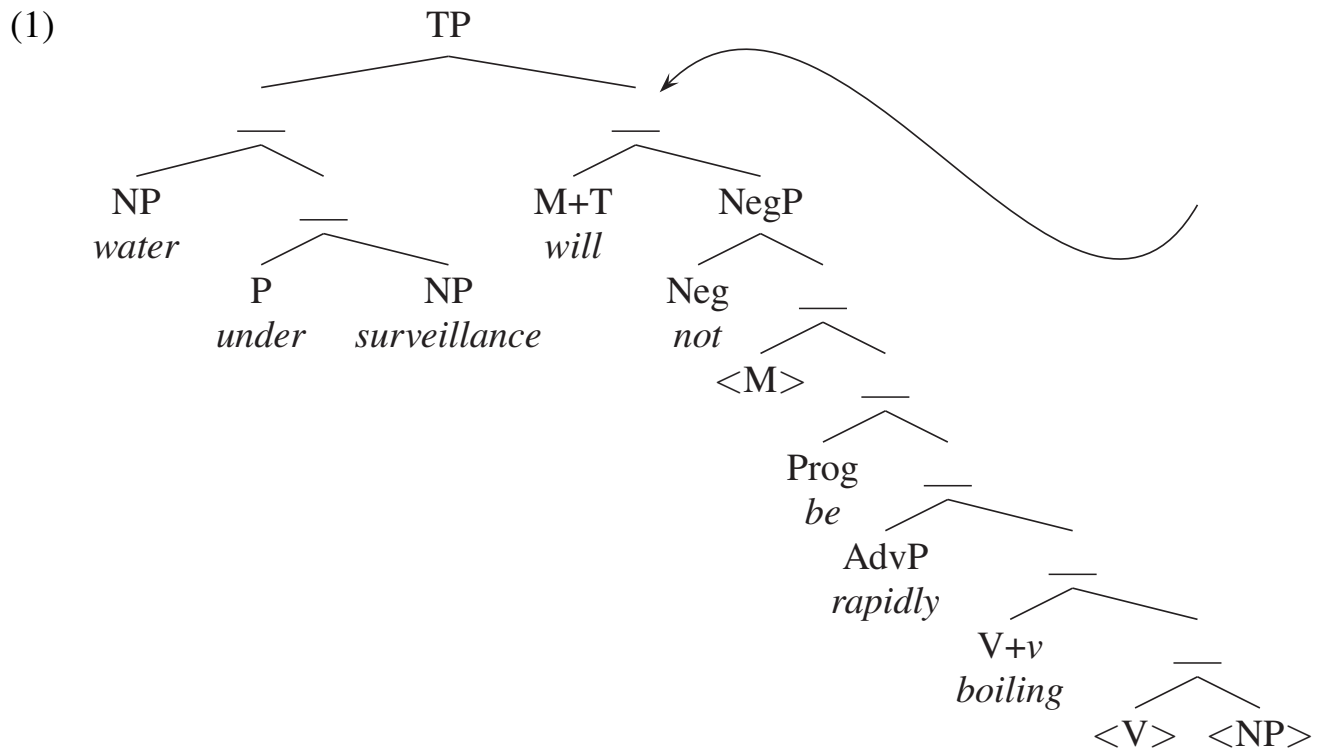 (1) TP
NP M+T NegP
water will
P NP Neg
under surveillance not
<M>
Prog
be
AdvP
rapidly
V+v
boiling
<V> <NP>